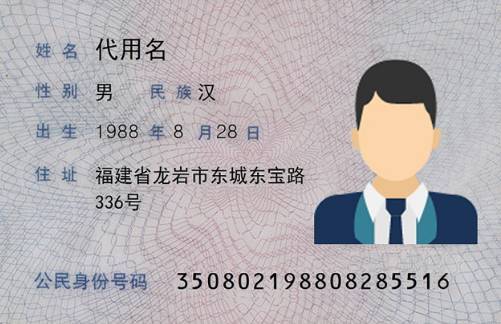 姓名 代用名
性别 男 民族 汉
出生 1988 年 8 月 28 日
住址 福建省龙岩市东城东宝路
336号
公民身份号码 350802198808285516